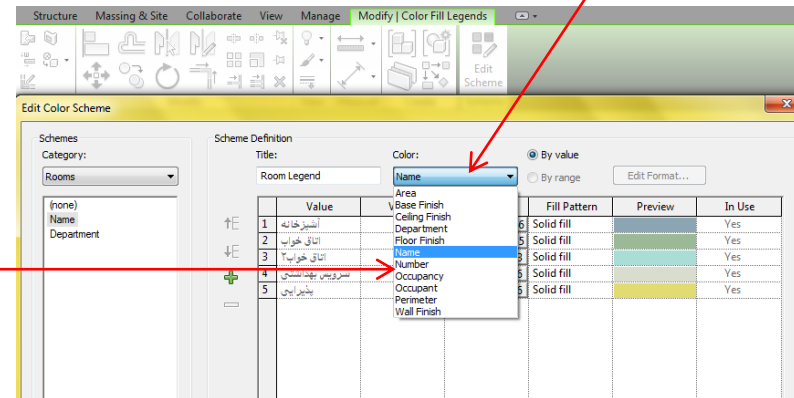 Structure Massing & Site Collaborate View Manage Modify | Color Fill Legends
Edit
Scheme
Edit Color Scheme
Schemes
Scheme Definition
Category:
Title:
Color:
By value
Rooms
Room Legend
Name
By range
Edit Format...
(none)
Name
Department
Area
Base Finish
Ceiling Finish
Department
Floor Finish
Name
Number
Occupancy
Occupant
Perimeter
Wall Finish
Value Fill Pattern Preview In Use
1 آشپزخانه Solid fill Yes
2 اتاق خواب Solid fill Yes
3 اتاق خواب۲ Solid fill Yes
4 سرویس بهداشتی Solid fill Yes
5 پذیرایی Solid fill Yes